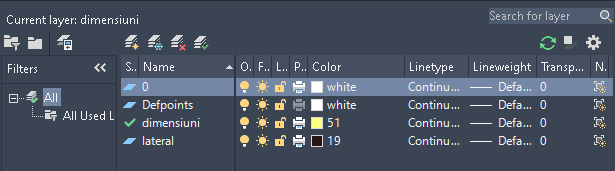 Current layer: dimensiuni
Search for layer
Filters
All
All Used L
S.. Name O. F.. L.. P.. Color Linetype Lineweight Transp... N.
0 white Continu... Defa... 0
Defpoints white Continu... Defa... 0
dimensiuni 51 Continu... Defa... 0
lateral 19 Continu... Defa... 0